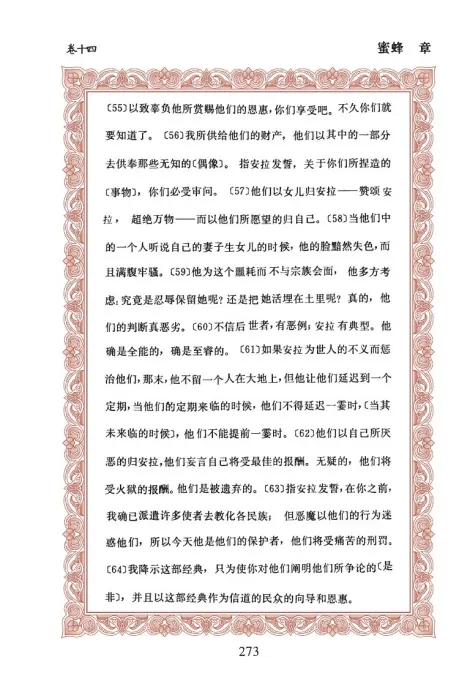 卷十四
蜜蜂　章
〔55〕以致辜负他所赏赐他们的恩惠，你们享受吧。不久你们就
要知道了。〔56〕我所供给他们的财产，他们以其中的一部分
去供奉那些无知的〔偶像〕。指安拉发誓，关于你们所捏造的
〔事物〕，你们必受审问。〔57〕他们以女儿归安拉——赞颂安
拉，超绝万物——而以他们所愿望的归自己。〔58〕当他们中
的一个人听说自己的妻子生女儿的时候，他的脸黯然失色，而
且满腹牢骚。〔59〕他为这个噩耗而不与宗族会面，他多方考
虑：究竟是忍辱保留她呢？还是把她活埋在土里呢？真的，他
们的判断真恶劣。〔60〕不信后世者，有恶例；安拉有典型。他
确是全能的，确是至睿的。〔61〕如果安拉为世人的不义而惩
治他们，那末，他不留一个人在大地上，但他让他们延迟到一个
定期，当他们的定期来临的时候，他们不得延迟一霎时，〔当其
未来临的时候〕，他们不能提前一霎时。〔62〕他们以自己所厌
恶的归安拉，他们妄言自己将受最佳的报酬。无疑的，他们将
受火狱的报酬。他们是被遗弃的。〔63〕指安拉发誓，在你之前，
我确已派遣许多使者去教化各民族；但恶魔以他们的行为迷
惑他们，所以今天他是他们的保护者，他们将受痛苦的刑罚。
〔64〕我降示这部经典，只为使你对他们阐明他们所争论的〔是
非〕，并且以这部经典作为信道的民众的向导和恩惠。
273